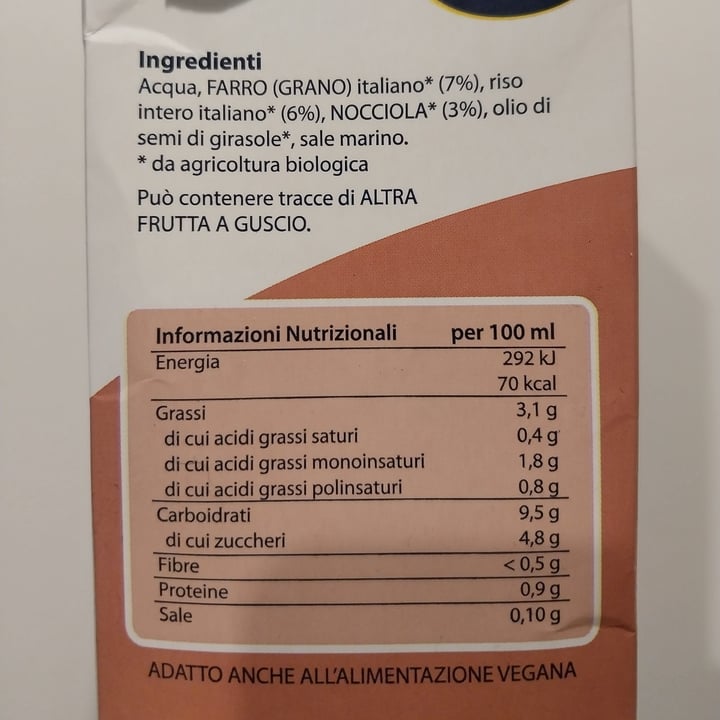 Ingredienti
Acqua, FARRO (GRANO) italiano* (7%), riso
intero italiano* (6%), NOCCIOLA* (3%), olio di
semi di girasole*, sale marino.
* da agricoltura biologica
Può contenere tracce di ALTRA
FRUTTA A GUSCIO.
Informazioni Nutrizionali per 100 ml
Energia 292 kJ
70 kcal
Grassi 3,1 g
di cui acidi grassi saturi 0,4 g
di cui acidi grassi monoinsaturi 1,8 g
di cui acidi grassi polinsaturi 0,8 g
Carboidrati 9,5 g
di cui zuccheri 4,8 g
Fibre < 0,5 g
Proteine 0,9 g
Sale 0,10 g
ADATTO ANCHE ALL'ALIMENTAZIONE VEGANA